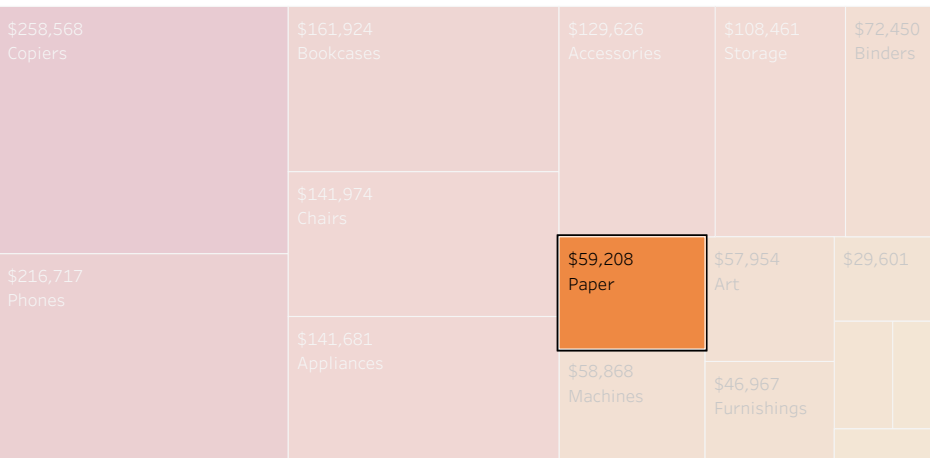 $258,568
Copiers
$216,717
Phones
$161,924
Bookcases
$141,974
Chairs
$141,681
Appliances
$129,626
Accessories
$108,461
Storage
$72,450
Binders
$59,208
Paper
$58,868
Machines
$57,954
Art
$46,967
Furnishings
$29,601